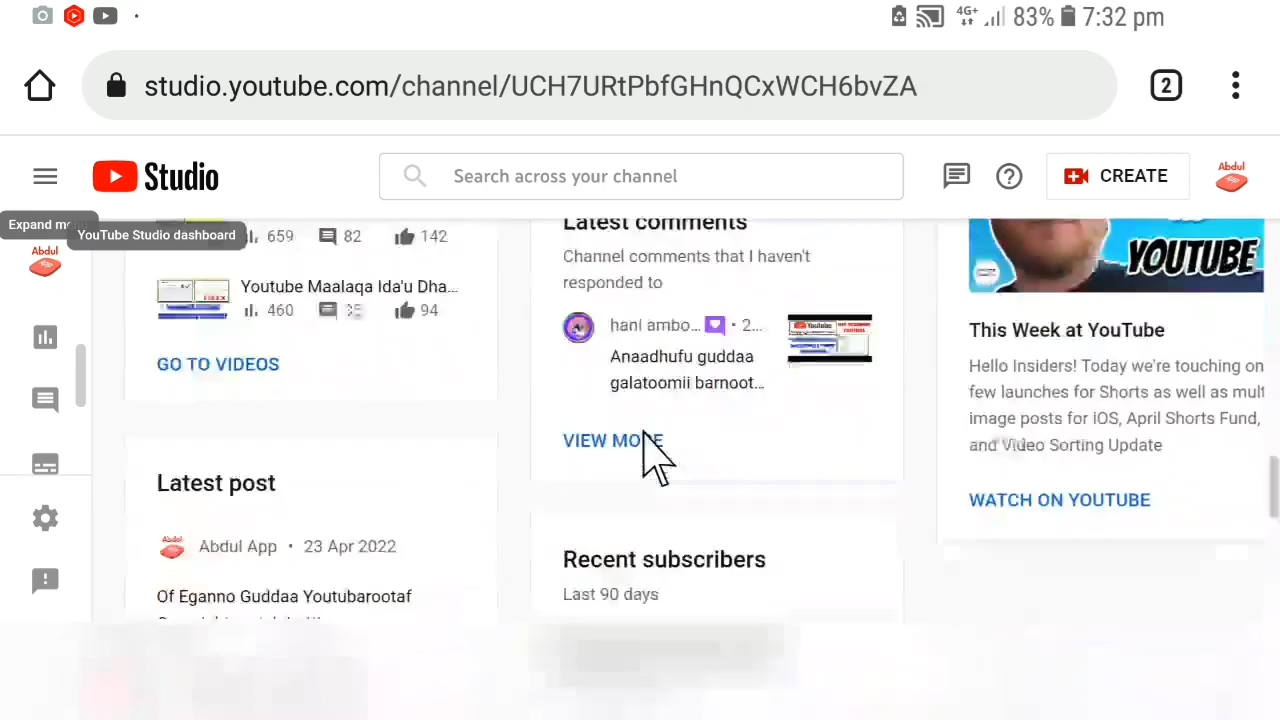 4G+ 83% 7:32 pm
studio.youtube.com/channel/UCH7URtPbfGHnQCxWCH6bvZA
2
Studio
Search across your channel
CREATE
Abdul
Expand me
YouTube Studio dashboard
Abdul
659 82 142
Youtube Maalaqa Ida'u Dha...
460 94
GO TO VIDEOS
Latest post
Abdul App • 23 Apr 2022
Of Eganno Guddaa Youtubarootaf
Latest comments
Channel comments that I haven't
responded to
hani ambo... • 2...
Anaadhufu guddaa
galatoomii barnoot...
VIEW MORE
Recent subscribers
Last 90 days
YOUTUBE
This Week at YouTube
Hello Insiders! Today we're touching on
few launches for Shorts as well as mult
image posts for iOS, April Shorts Fund,
and Video Sorting Update
WATCH ON YOUTUBE